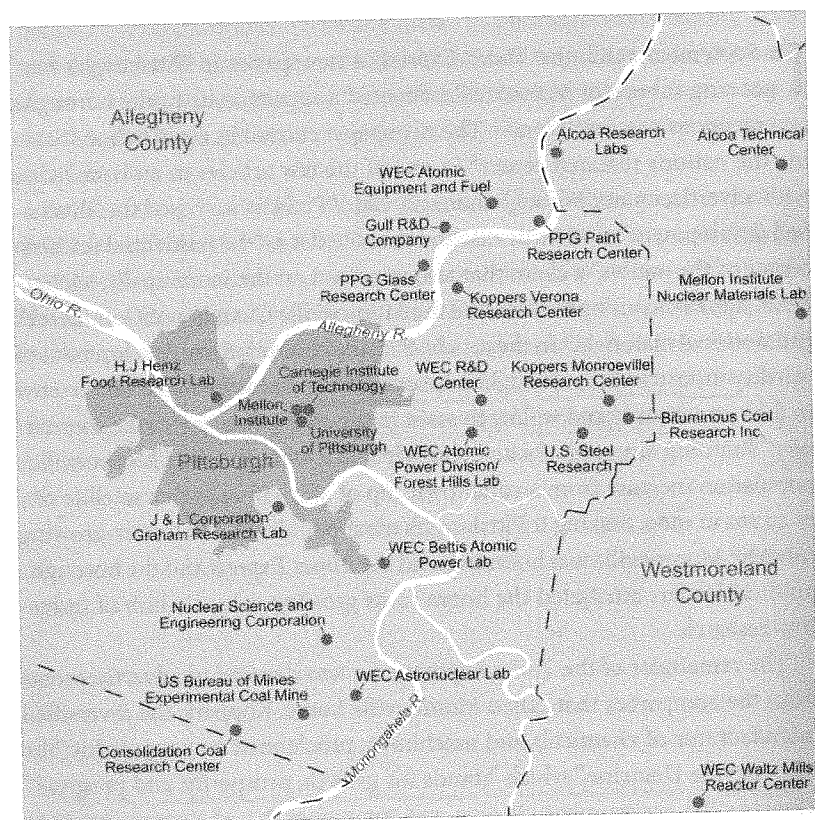 Allegheny
County
Alcoa Research
Labs
Alcoa Technical
Center
WEC Atomic
Equipment and Fuel
Gulf R&D
Company
PPG Paint
Research Center
PPG Glass
Research Center
Koppers Verona
Research Center
Mellon Institute
Nuclear Materials Lab
Ohio R.
Allegheny R.
H.J Heinz
Food Research Lab
Carnegie Institute
of Technology
Mellon
Institute
University
of Pittsburgh
WEC R&D
Center
Koppers Monroeville
Research Center
Bituminous Coal
Research Inc
U.S. Steel
Research
WEC Atomic
Power Division/
Forest Hills Lab
Pittsburgh
J & L Corporation
Graham Research Lab
WEC Bettis Atomic
Power Lab
Westmoreland
County
Nuclear Science and
Engineering Corporation
US Bureau of Mines
Experimental Coal Mine
WEC Astronuclear Lab
Monongahela R.
Consolidation Coal
Research Center
WEC Waltz Mills
Reactor Center